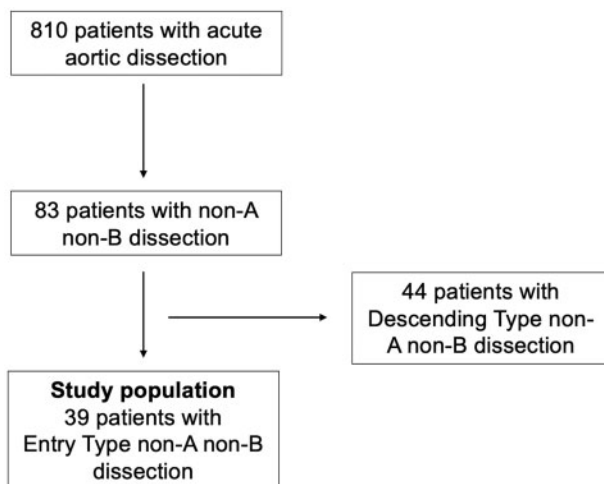 810 patients with acute
aortic dissection
83 patients with non-A
non-B dissection
44 patients with
Descending Type non-
A non-B dissection
Study population
39 patients with
Entry Type non-A non-B
dissection